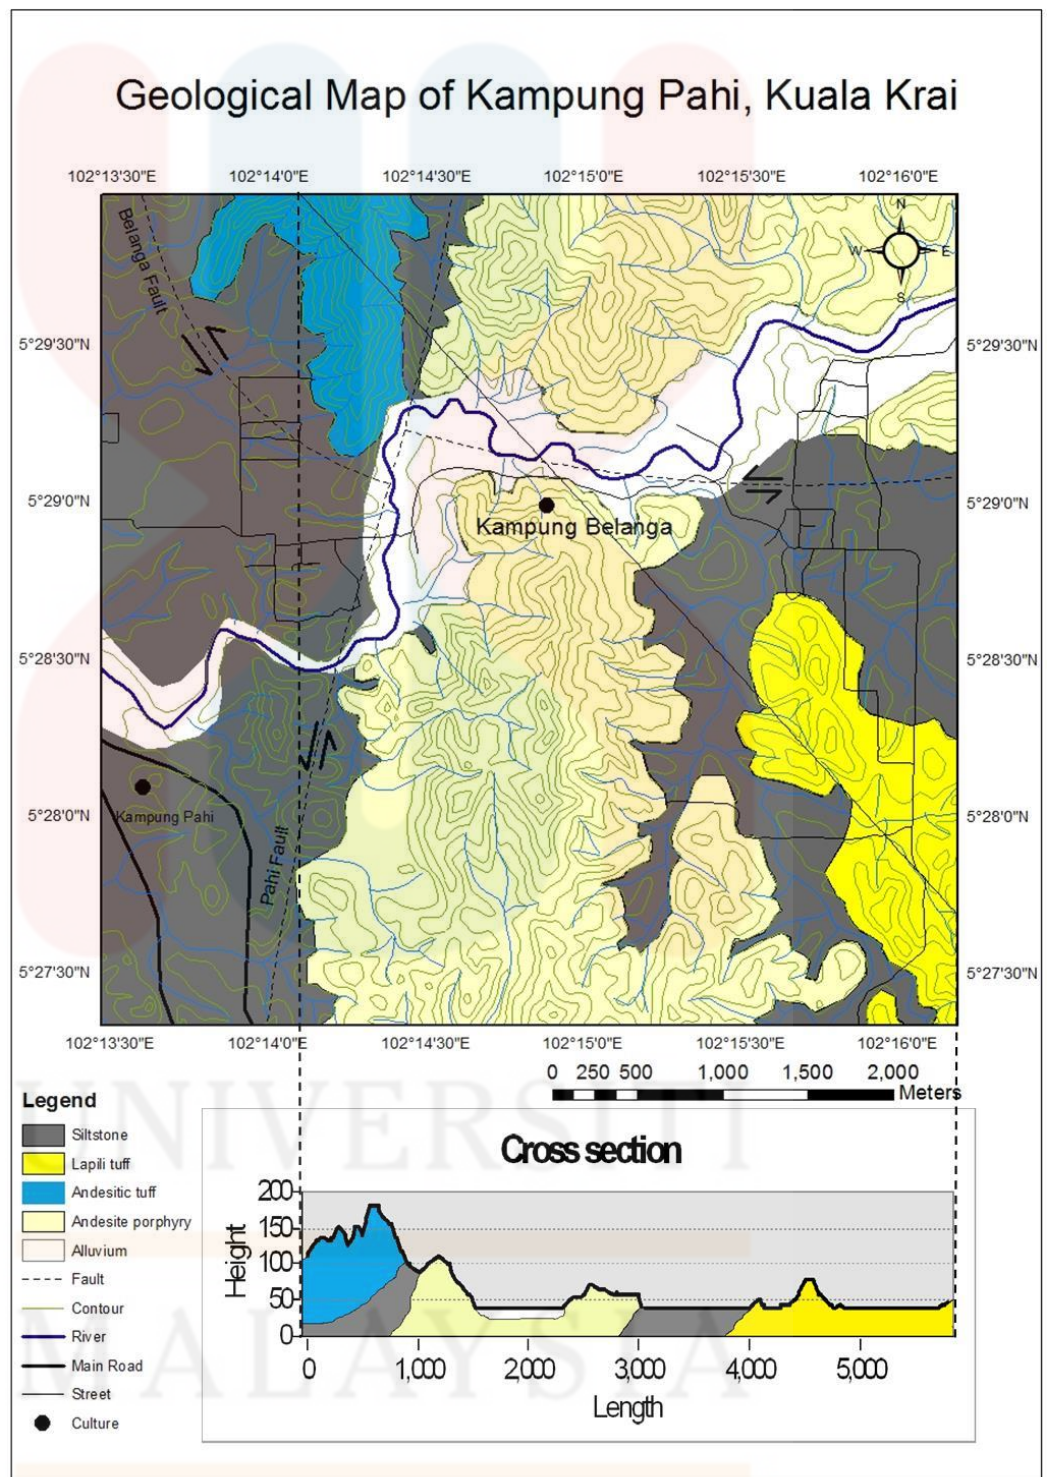 Geological Map of Kampung Pahi, Kuala Krai
102°13'30"E 102°14'0"E 102°14'30"E 102°15'0"E 102°15'30"E 102°16'0"E
N
W E
S
Belanga Fault
5°29'30"N 5°29'30"N
5°29'0"N 5°29'0"N
Kampung Belanga
5°28'30"N 5°28'30"N
5°28'0"N 5°28'0"N
Kampung Pahi
Pahi Fault
5°27'30"N 5°27'30"N
102°13'30"E 102°14'0"E 102°14'30"E 102°15'0"E 102°15'30"E 102°16'0"E
0 250 500 1,000 1,500 2,000
Meters
UNIVERSITI
MALAYSIA
Legend
Siltstone
Lapili tuff
Andesitic tuff
Andesite porphyry
Alluvium
Fault
Contour
River
Main Road
Street
Culture
Cross section
Height
200
150
100
50
0
0 1,000 2,000 3,000 4,000 5,000
Length